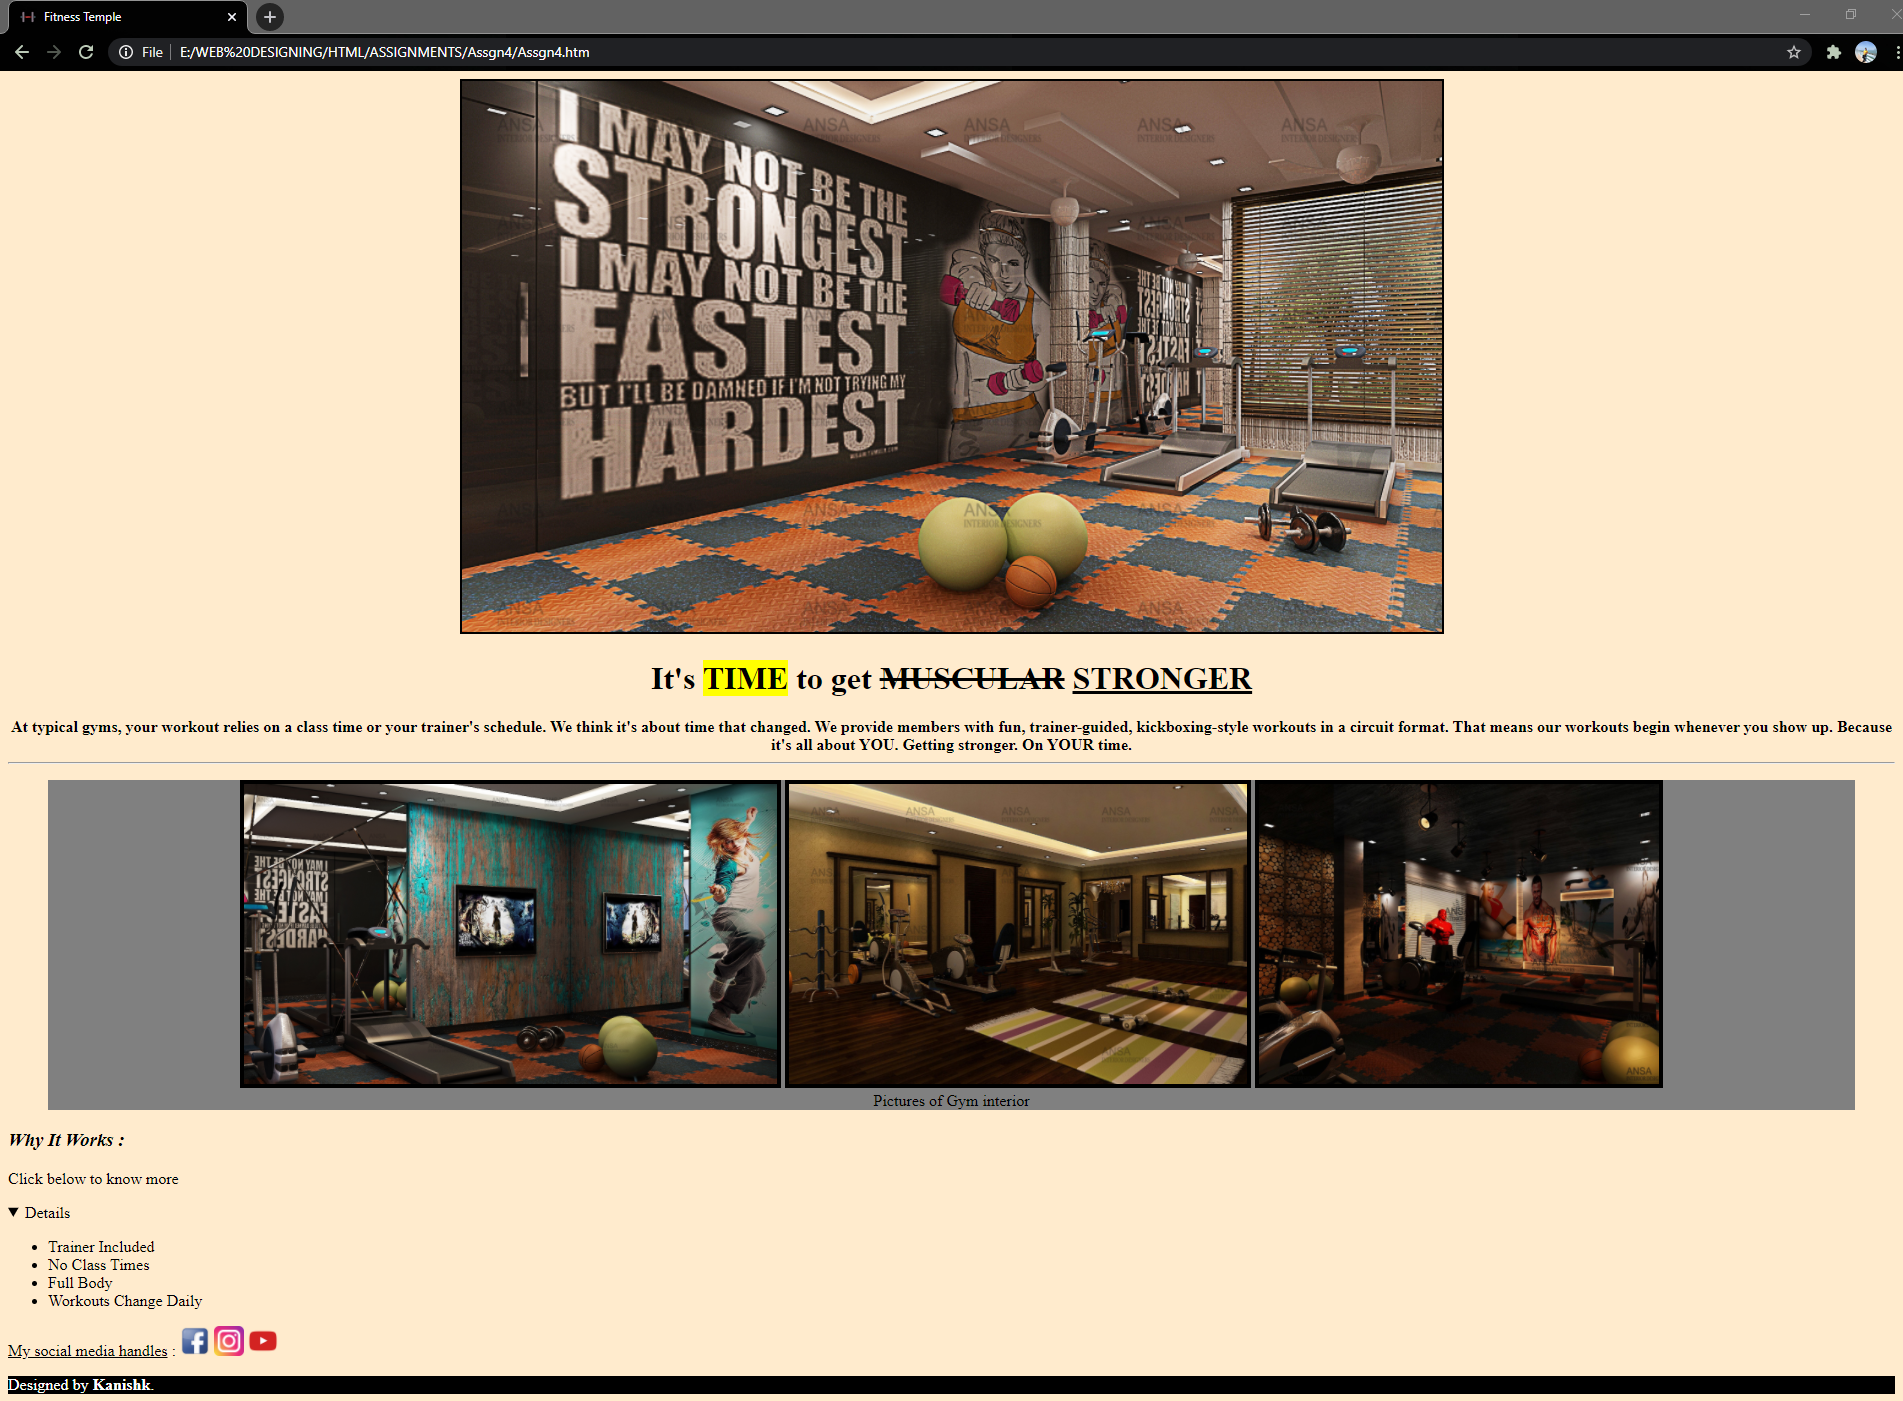 Fitness Temple
File E:/WEB%20DESIGNING/HTML/ASSIGNMENTS/Assgn4/Assgn4.htm
I MAY NOT BE THE
STRONGEST
I MAY NOT BE THE
FASTEST
BUT I'LL BE DAMNED IF I'M NOT TRYING MY
HARDEST
ANSA
INTERIOR DESIGNERS
It's TIME to get MUSCULAR STRONGER
At typical gyms, your workout relies on a class time or your trainer's schedule. We think it's about time that changed. We provide members with fun, trainer-guided, kickboxing-style workouts in a circuit format. That means our workouts begin whenever you show up. Because
it's all about YOU. Getting stronger. On YOUR time.
Pictures of Gym interior
Why It Works :
Click below to know more
Details
Trainer Included
No Class Times
Full Body
Workouts Change Daily
My social media handles :
Designed by Kanishk.